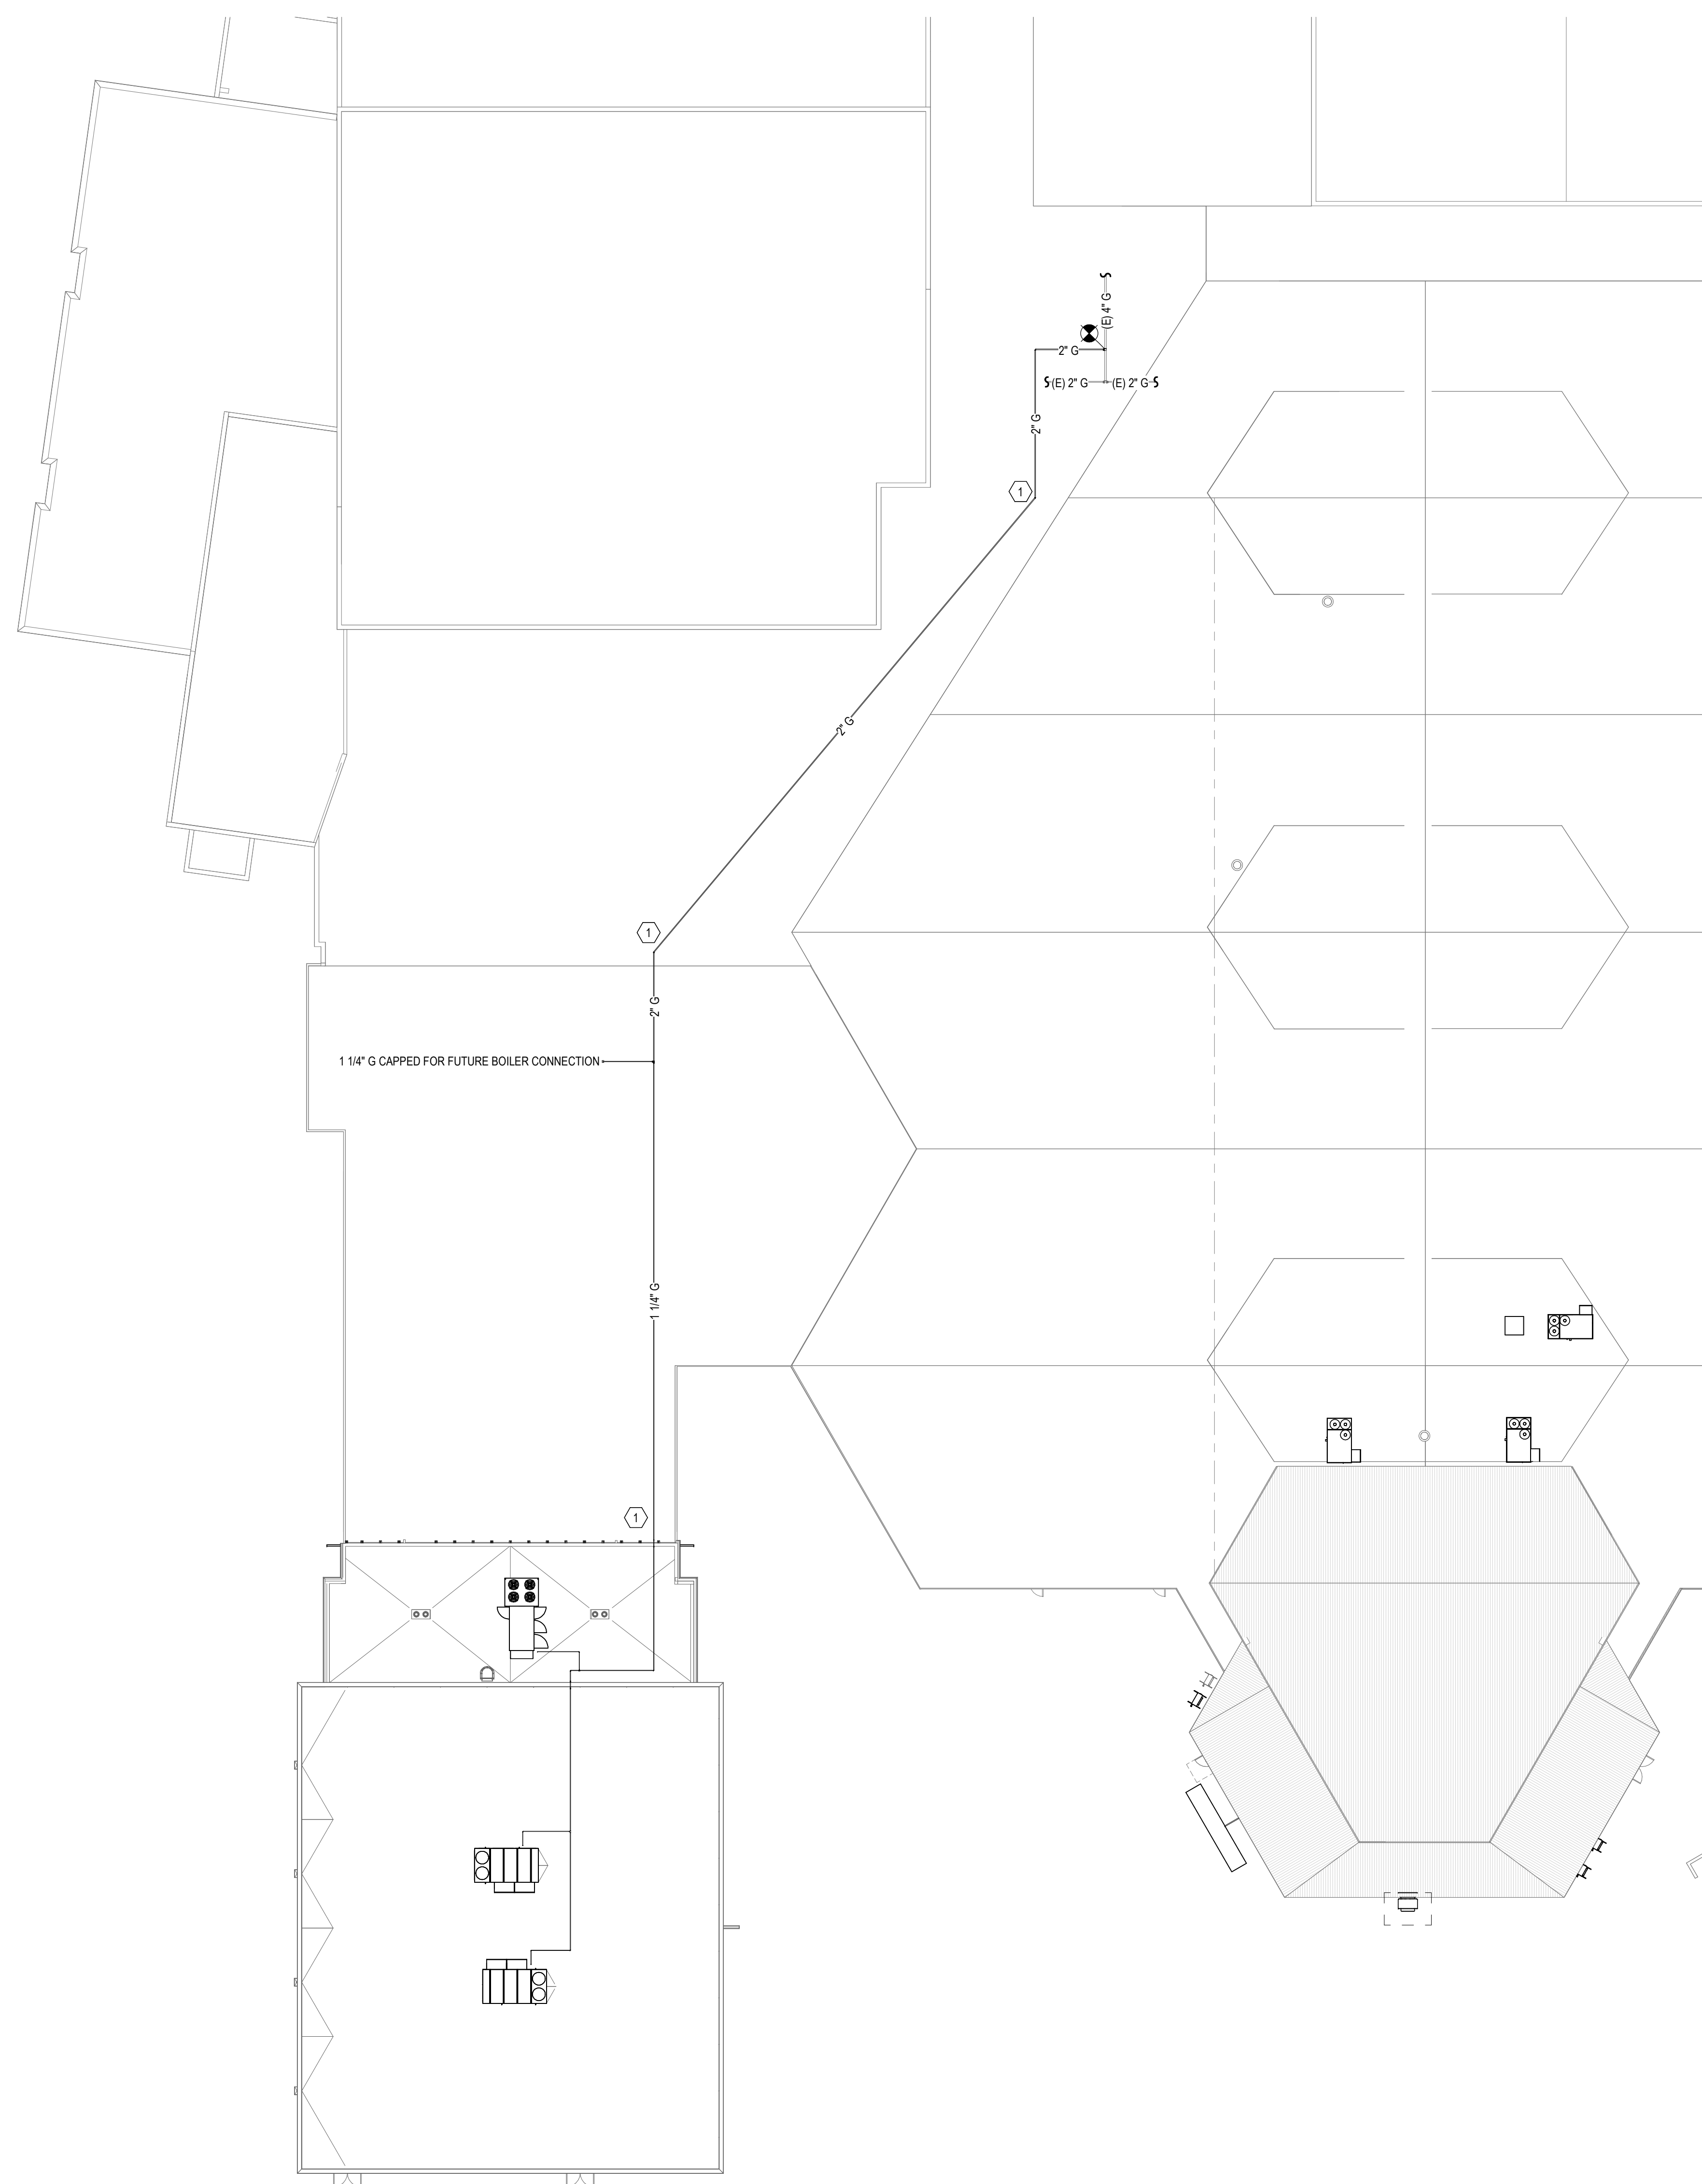 (E) 4" G
2" G
(E) 2" G
(E) 2" G
2" G
1
2" G
1
2" G
1 1/4" G CAPPED FOR FUTURE BOILER CONNECTION
1 1/4" G
1